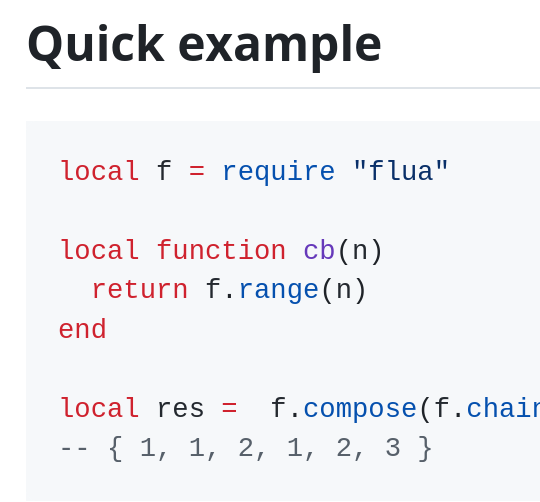 Quick example
local f = require "flua"
local function cb(n)
  return f.range(n)
end
local res =  f.compose(f.chain
-- { 1, 1, 2, 1, 2, 3 }